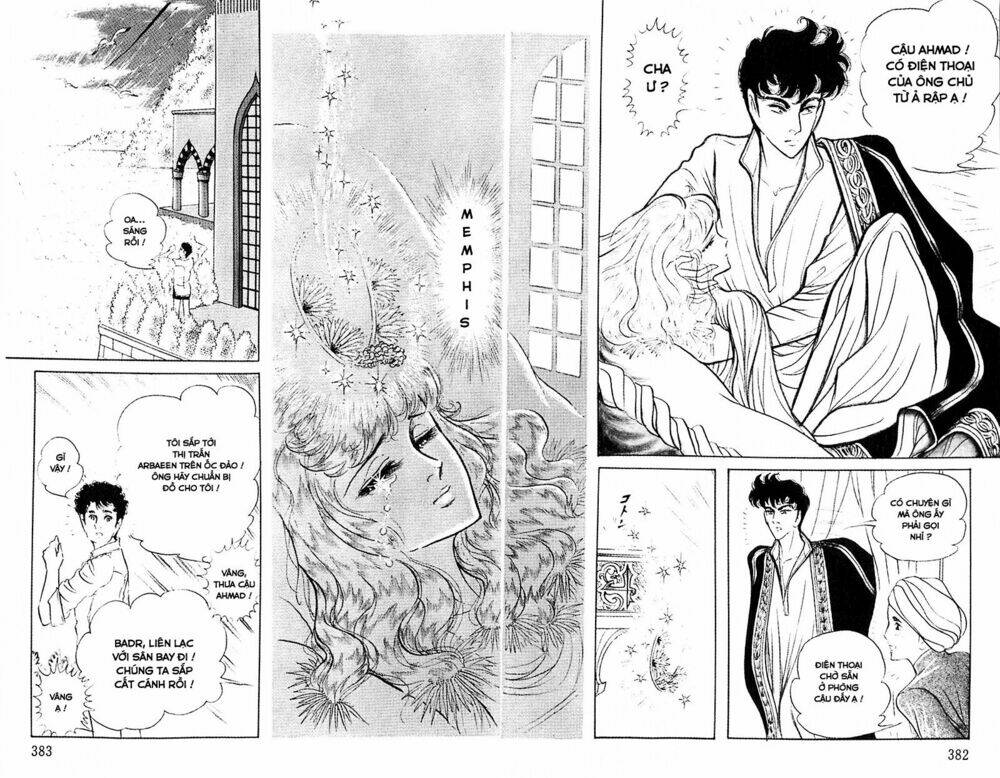 CẬU AHMAD !
CÓ ĐIỆN THOẠI
CỦA ÔNG CHỦ
TỪ Ả RẬP Ạ !
CHA
Ư ?
CÓ CHUYỆN GÌ
MÀ ÔNG ẤY
PHẢI GỌI
NHỈ ?
ĐIỆN THOẠI
CHỜ SẴN
Ở PHÒNG
CẬU ĐẤY Ạ !
コトン
382
MEMPHIS
OA...
SÁNG
RỒI !
TÔI SẮP TỚI
THỊ TRẤN
ARBAEEN TRÊN ỐC ĐẢO !
ÔNG HÃY CHUẨN BỊ
ĐỒ CHO TÔI !
GÌ
VẬY !
VÂNG,
THƯA CẬU
AHMAD !
BADR, LIÊN LẠC
VỚI SÂN BAY ĐI !
CHÚNG TA SẮP
CẤT CÁNH RỒI !
VÂNG
Ạ !
383